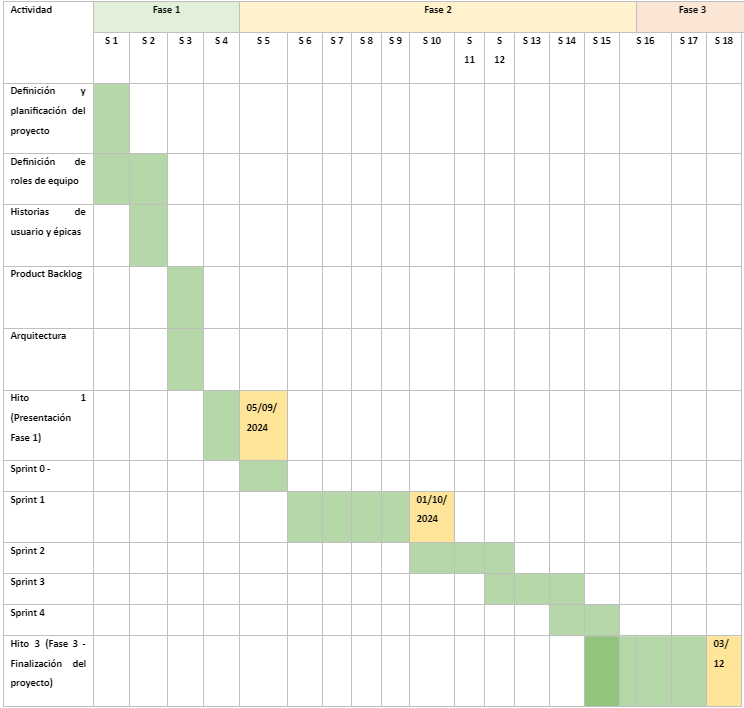 Actividad Fase 1 Fase 2 Fase 3
S 1 S 2 S 3 S 4 S 5 S 6 S 7 S 8 S 9 S 10 S S S 13 S 14 S 15 S 16 S 17 S 18
11 12
Definición y
planificación del
proyecto
Definición de
roles de equipo
Historias de
usuario y épicas
Product Backlog
Arquitectura
Hito 1
(Presentación
Fase 1)
05/09/
2024
Sprint 0 -
Sprint 1
01/10/
2024
Sprint 2
Sprint 3
Sprint 4
Hito 3 (Fase 3 -
Finalización del
proyecto)
03/
12